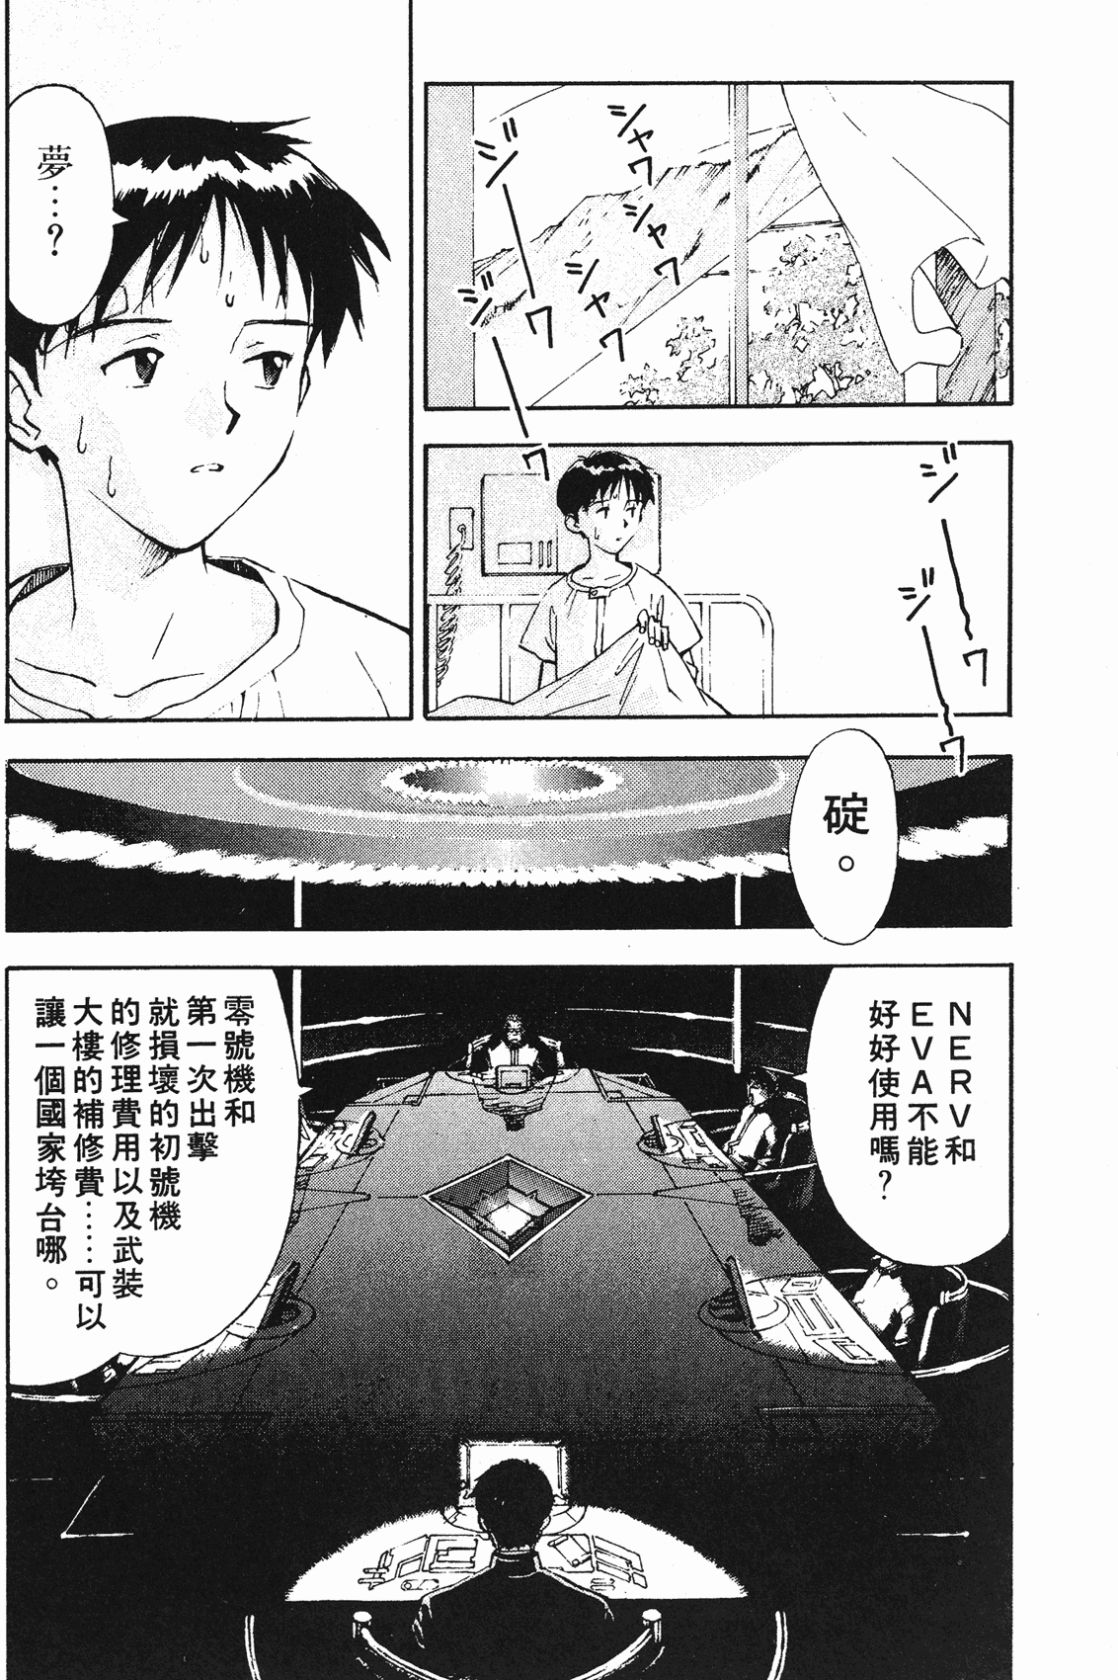 シャワ
シャワ
シャワ
ジーワ
ジーワ
ジーワ
ジーワ
夢…？
碇。
NERV和
EVA不能
好好使用嗎？
零號機和
第一次出擊
就損壞的初號機
的修理費用以及武裝
大樓的補修費……可以
讓一個國家垮台哪。